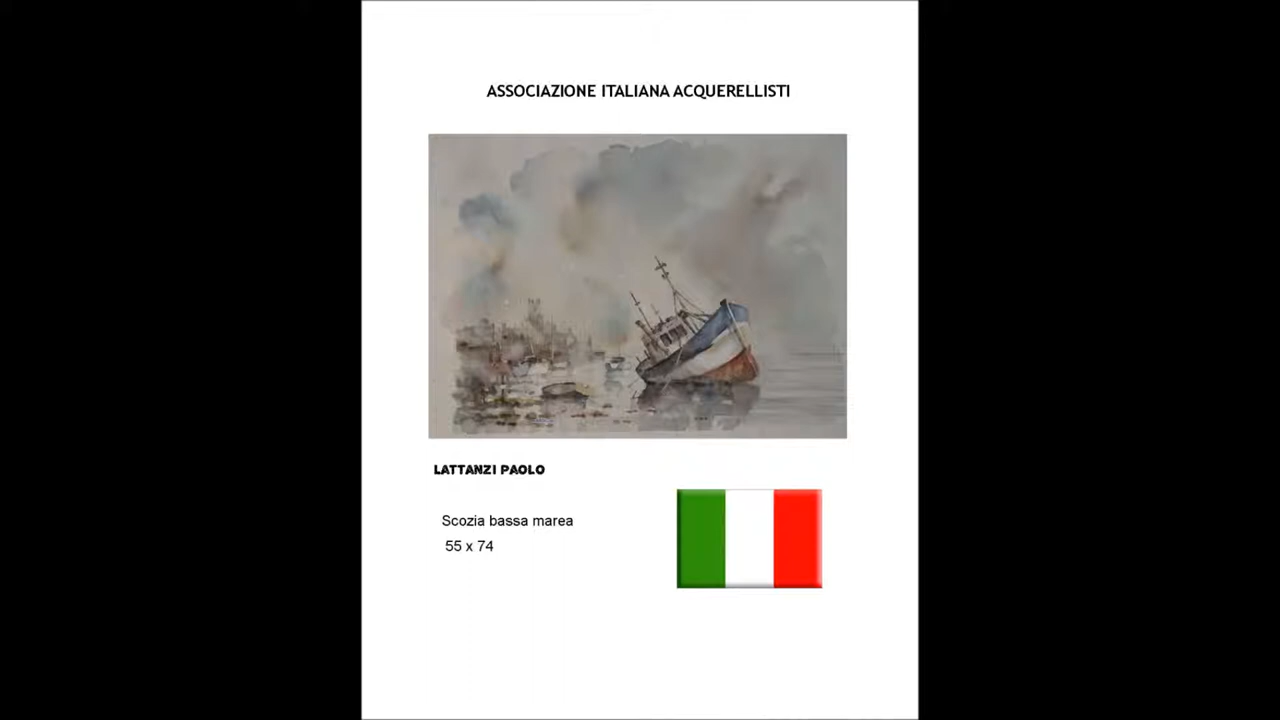 ASSOCIAZIONE ITALIANA ACQUERELLISTI
LATTANZI PAOLO
Scozia bassa marea
55 x 74